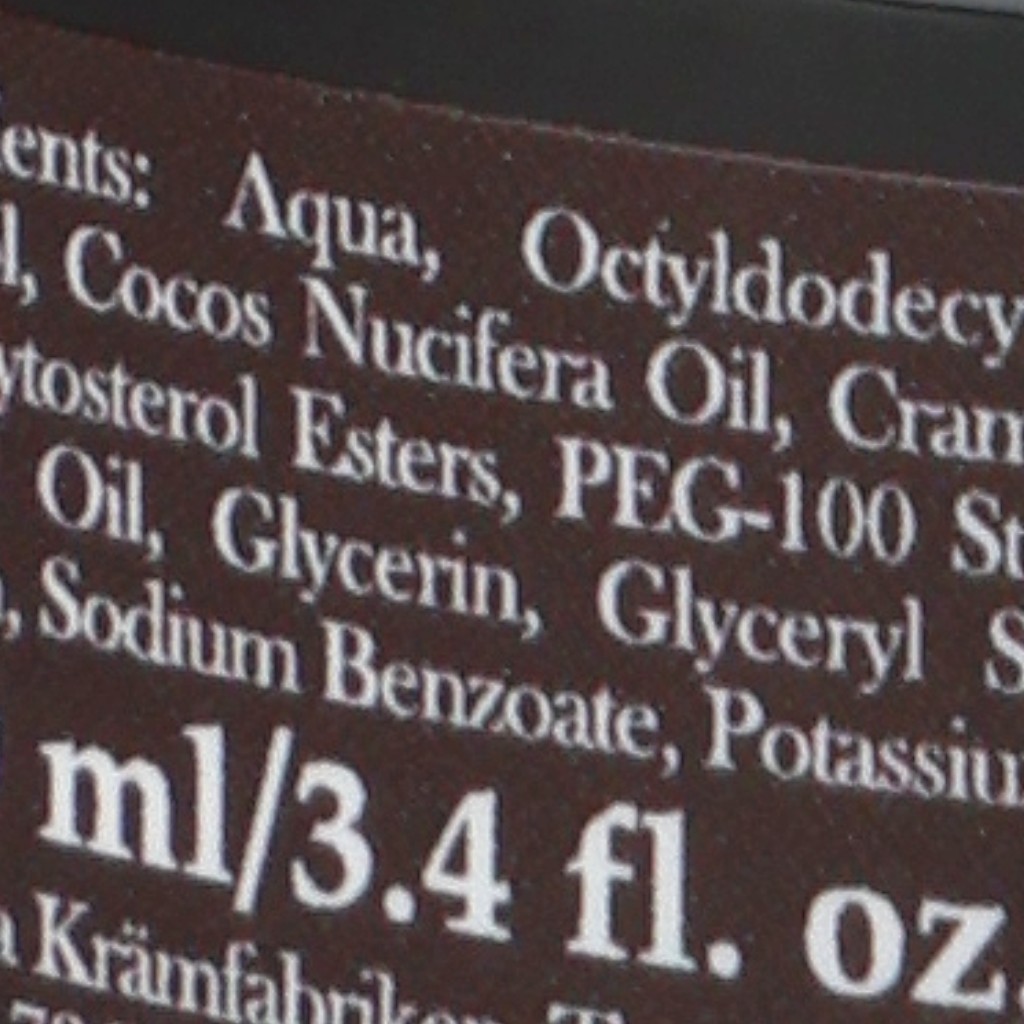 ents: Aqua, Octyldodecy
l, Cocos Nucifera Oil, Cram
ytosterol Esters, PEG-100 St
Oil, Glycerin, Glyceryl S
, Sodium Benzoate, Potassiu
ml/3.4 fl. oz.
Krämfabriken